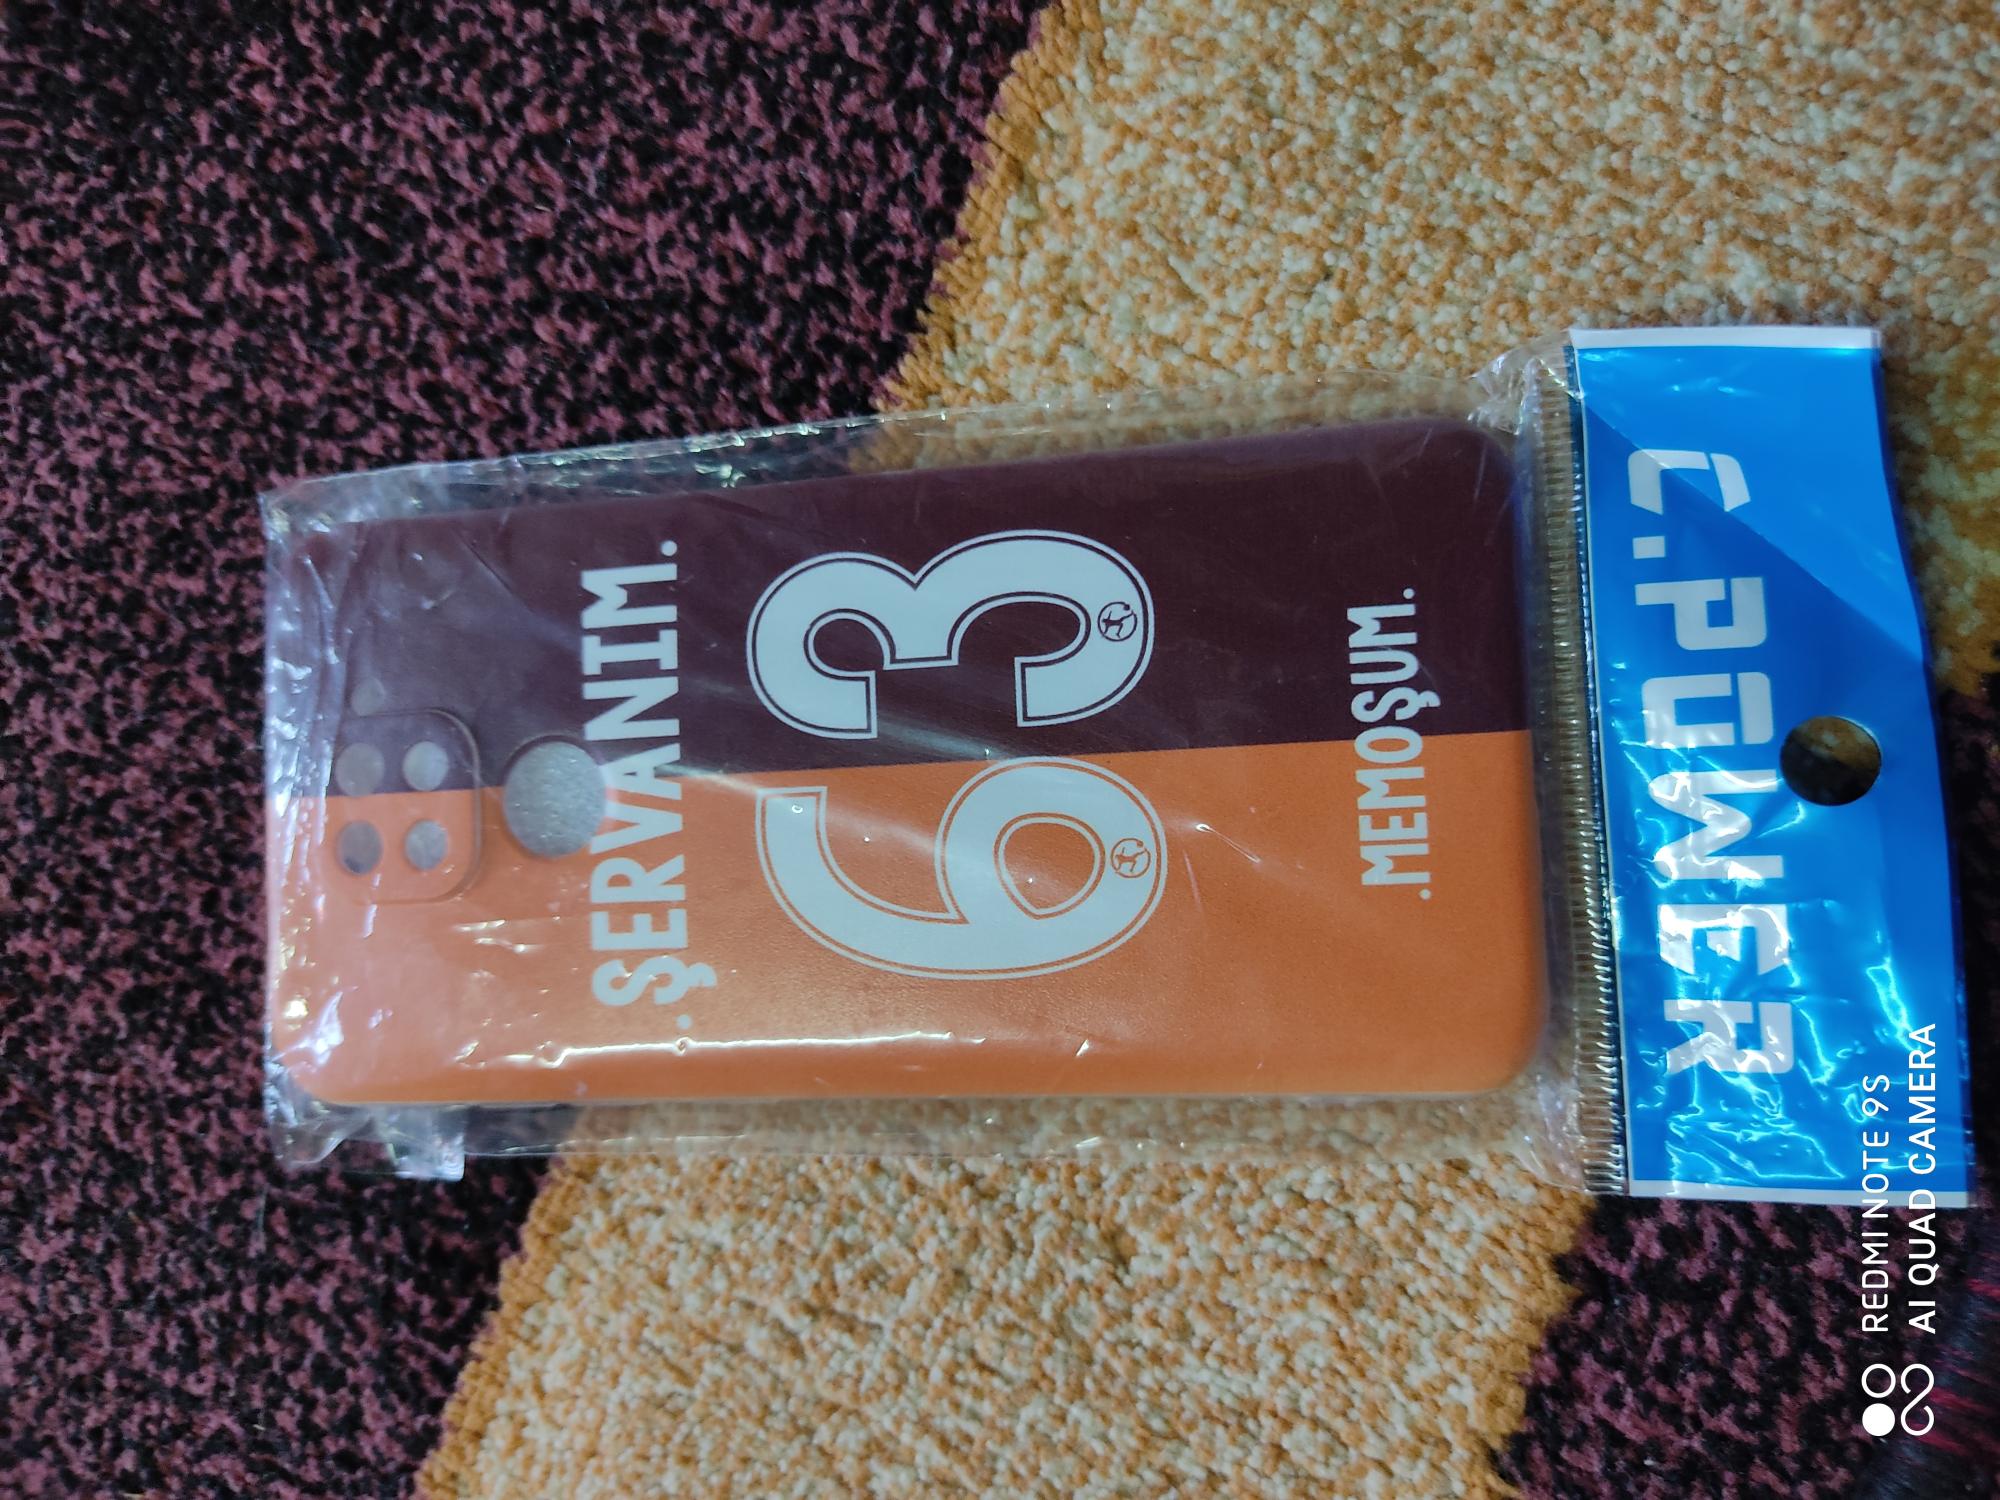 .ŞERVANIM.
63
.MEMOŞUM.
C.POWER
REDMI NOTE 9S
AI QUAD CAMERA